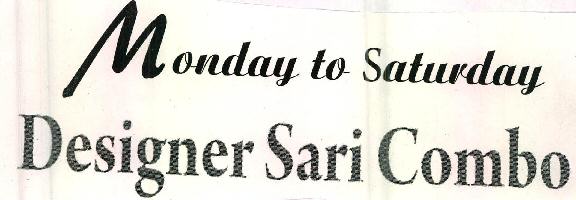 Monday to Saturday
Designer Sari Combo